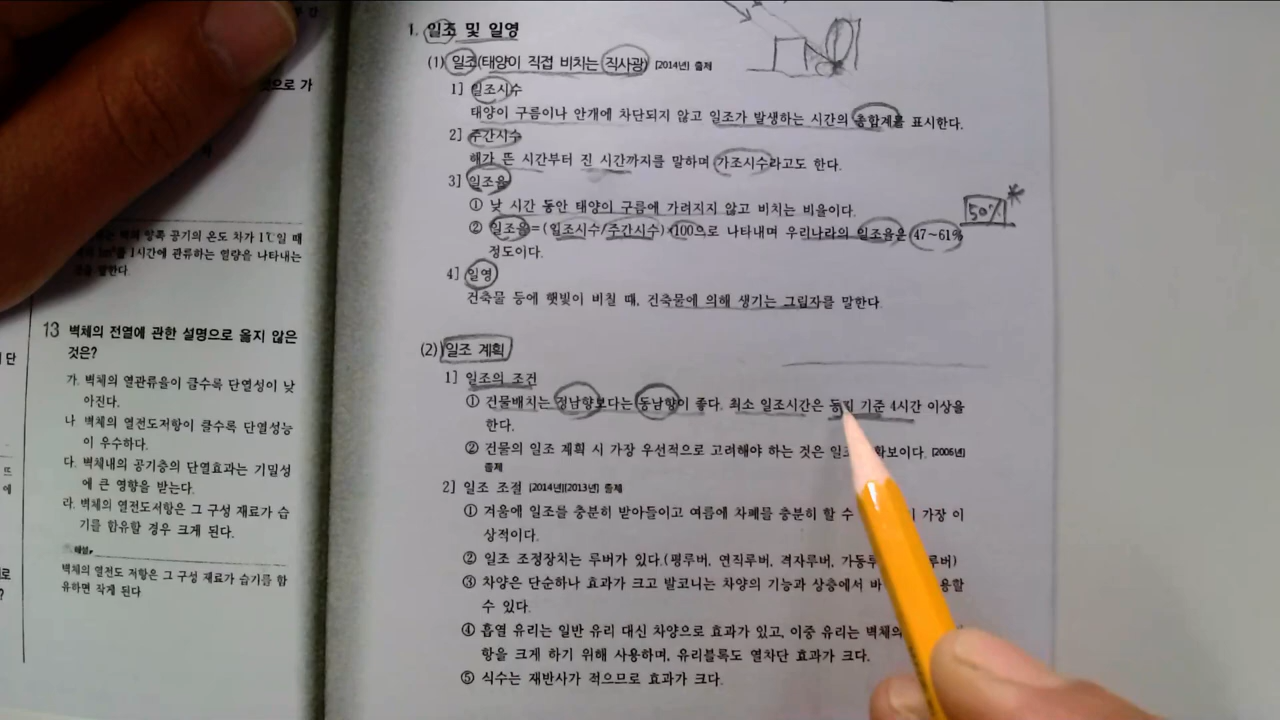 으로 가
양쪽 공기의 온도 차가 1℃일 때
1시간에 관류하는 열량을 나타내는
13 벽체의 전열에 관한 설명으로 옳지 않은
것은?
가. 벽체의 열관류율이 클수록 단열성이 낮
아진다.
나. 벽체의 열전도저항이 클수록 단열성능
이 우수하다.
다. 벽체내의 공기층의 단열효과는 기밀성
에 큰 영향을 받는다.
라. 벽체의 열전도저항은 그 구성 재료가 습
기를 함유할 경우 크게 된다.
해설
벽체의 열전도 저항은 그 구성 재료가 습기를 함
유하면 작게 된다
1. 일조 및 일영
(1) 일조(태양이 직접 비치는 직사광) [2014년] 출제
1] 일조시수
태양이 구름이나 안개에 차단되지 않고 일조가 발생하는 시간의 총합계를 표시한다.
2] 주간시수
해가 뜬 시간부터 진 시간까지를 말하며 가조시수라고도 한다.
3] 일조율
① 낮 시간 동안 태양이 구름에 가려지지 않고 비치는 비율이다.
50%
② 일조율=(일조시수/주간시수)×100으로 나타내며 우리나라의 일조율은 47~61%
정도이다.
4] 일영
건축물 등에 햇빛이 비칠 때, 건축물에 의해 생기는 그림자를 말한다.
(2) 일조 계획
1] 일조의 조건
① 건물배치는 정남향보다는 동남향이 좋다. 최소 일조시간은 동지 기준 4시간 이상을
한다.
② 건물의 일조 계획 시 가장 우선적으로 고려해야 하는 것은 일조 확보이다. [2006년]
출제
2] 일조 조절 [2014년][2013년] 출제
① 겨울에 일조를 충분히 받아들이고 여름에 차폐를 충분히 할 수 가장 이
상적이다.
② 일조 조정장치는 루버가 있다.(평루버, 연직루버, 격자루버, 가동루버)
③ 차양은 단순하나 효과가 크고 발코니는 차양의 기능과 상층에서 용할
수 있다.
④ 흡열 유리는 일반 유리 대신 차양으로 효과가 있고, 이중 유리는 벽체의
항을 크게 하기 위해 사용하며, 유리블록도 열차단 효과가 크다.
⑤ 식수는 재반사가 적으므로 효과가 크다.